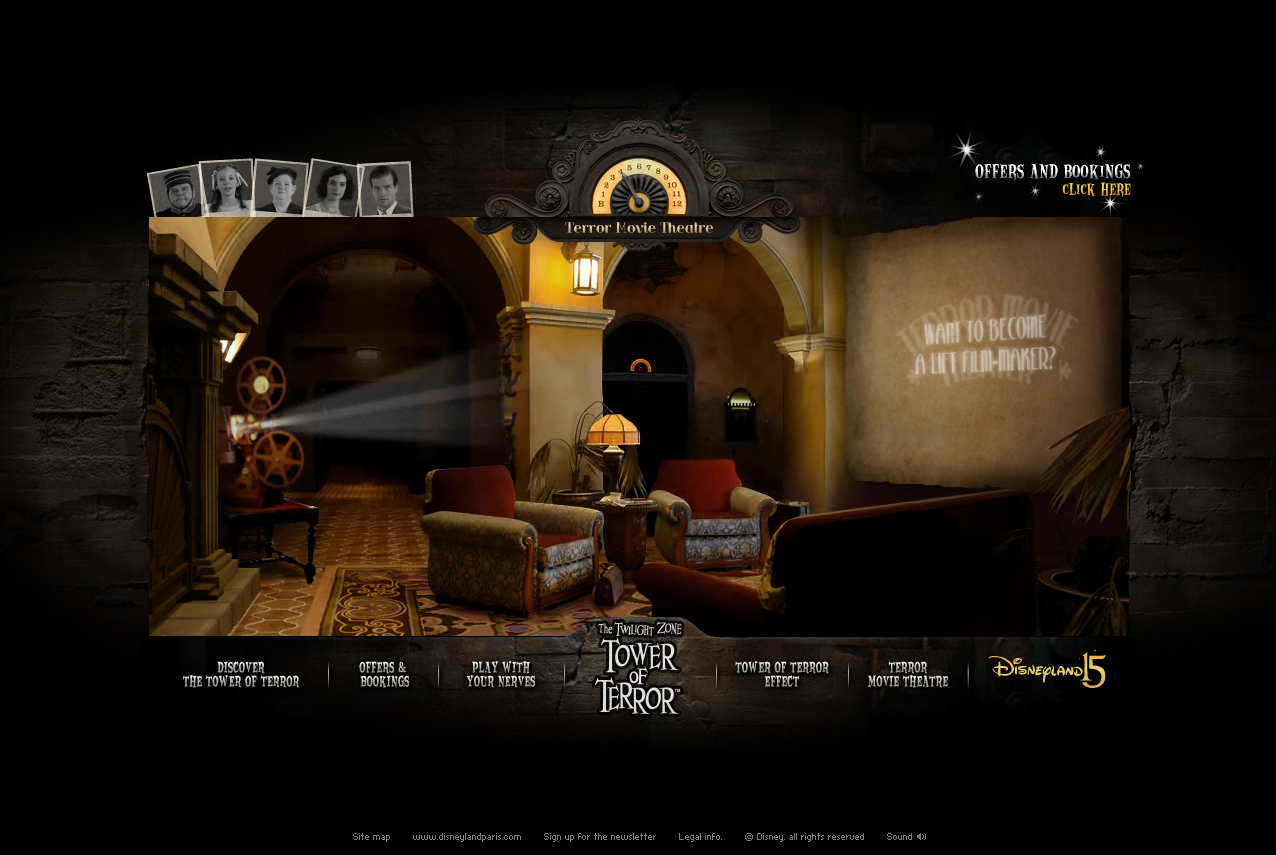 OFFERS AND BOOKINGS
CLICK HERE
B 1 2 3 4 5 6 7 8 9 10 11 12
Terror Movie Theatre
TERROR MOVIE
THEATER
WANT TO BECOME
A LIFT FILM-MAKER?
DISCOVER
THE TOWER OF TERROR
OFFERS &
BOOKINGS
PLAY WITH
YOUR NERVES
The TWILIGHT ZONE
TOWER
OF
TERROR™
TOWER OF TERROR
EFFECT
TERROR
MOVIE THEATRE
DISNEYLAND 15
Site map www.disneylandparis.com Sign up for the newsletter Legal info. © Disney, all rights reserved Sound